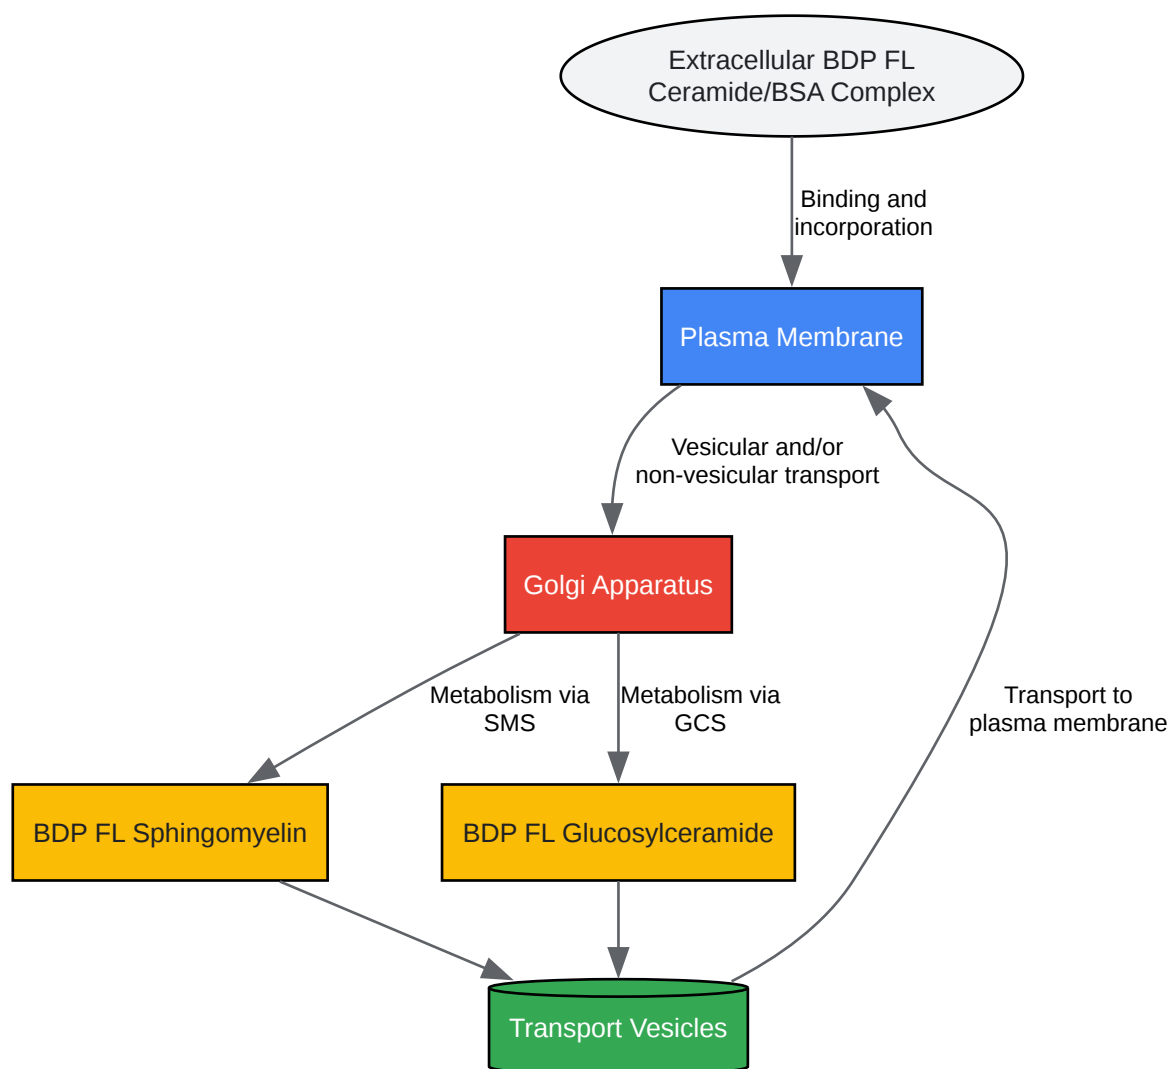 Extracellular BDP FL
Ceramide/BSA Complex
Binding and
incorporation
Plasma Membrane
Vesicular and/or
non-vesicular transport
Golgi Apparatus
Metabolism via
SMS
Metabolism via
GCS
Transport to
plasma membrane
BDP FL Sphingomyelin
BDP FL Glucosylceramide
Transport Vesicles